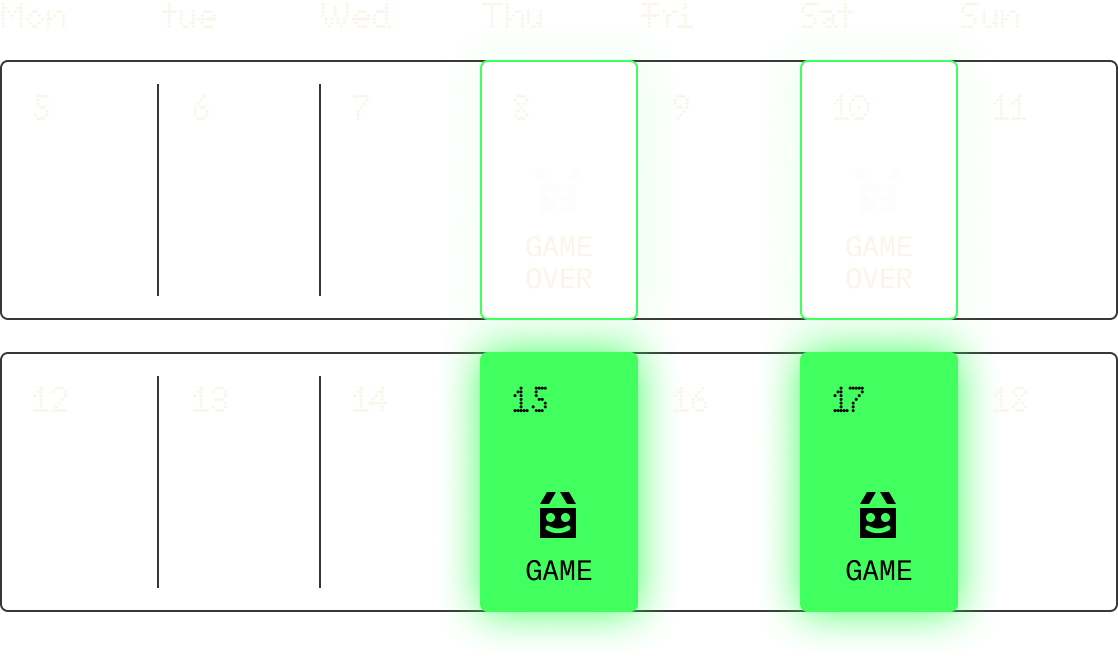 Mon tue Wed Thu Fri Sat Sun
5 6 7 8 9 10 11
GAME GAME
OVER OVER
12 13 14 15 16 17 18
GAME GAME